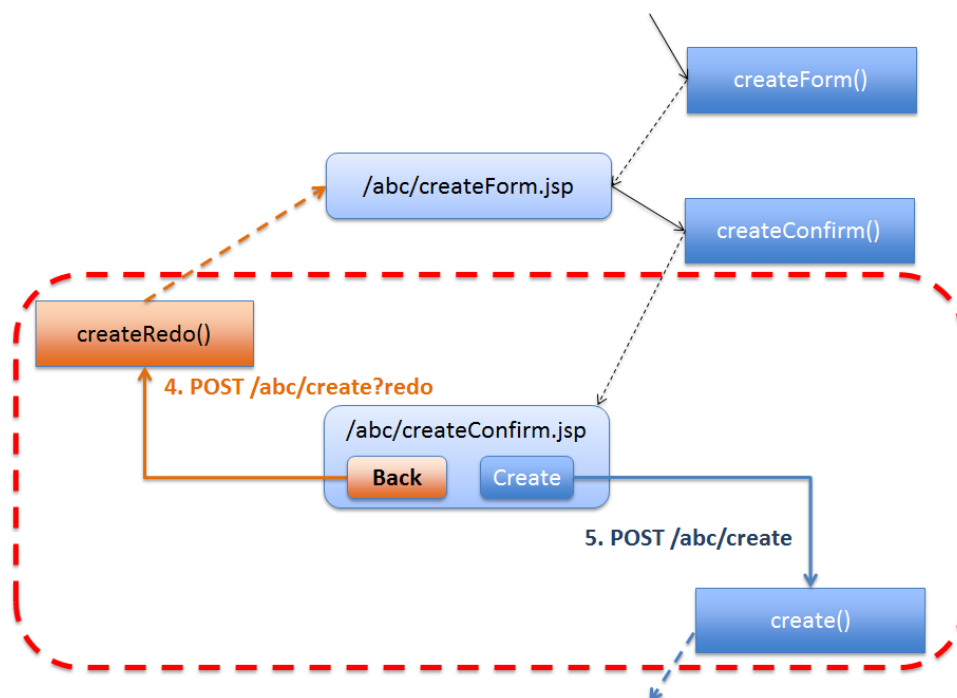 createForm()
/abc/createForm.jsp
createConfirm()
createRedo()
4. POST /abc/create?redo
/abc/createConfirm.jsp
Back
Create
5. POST /abc/create
create()